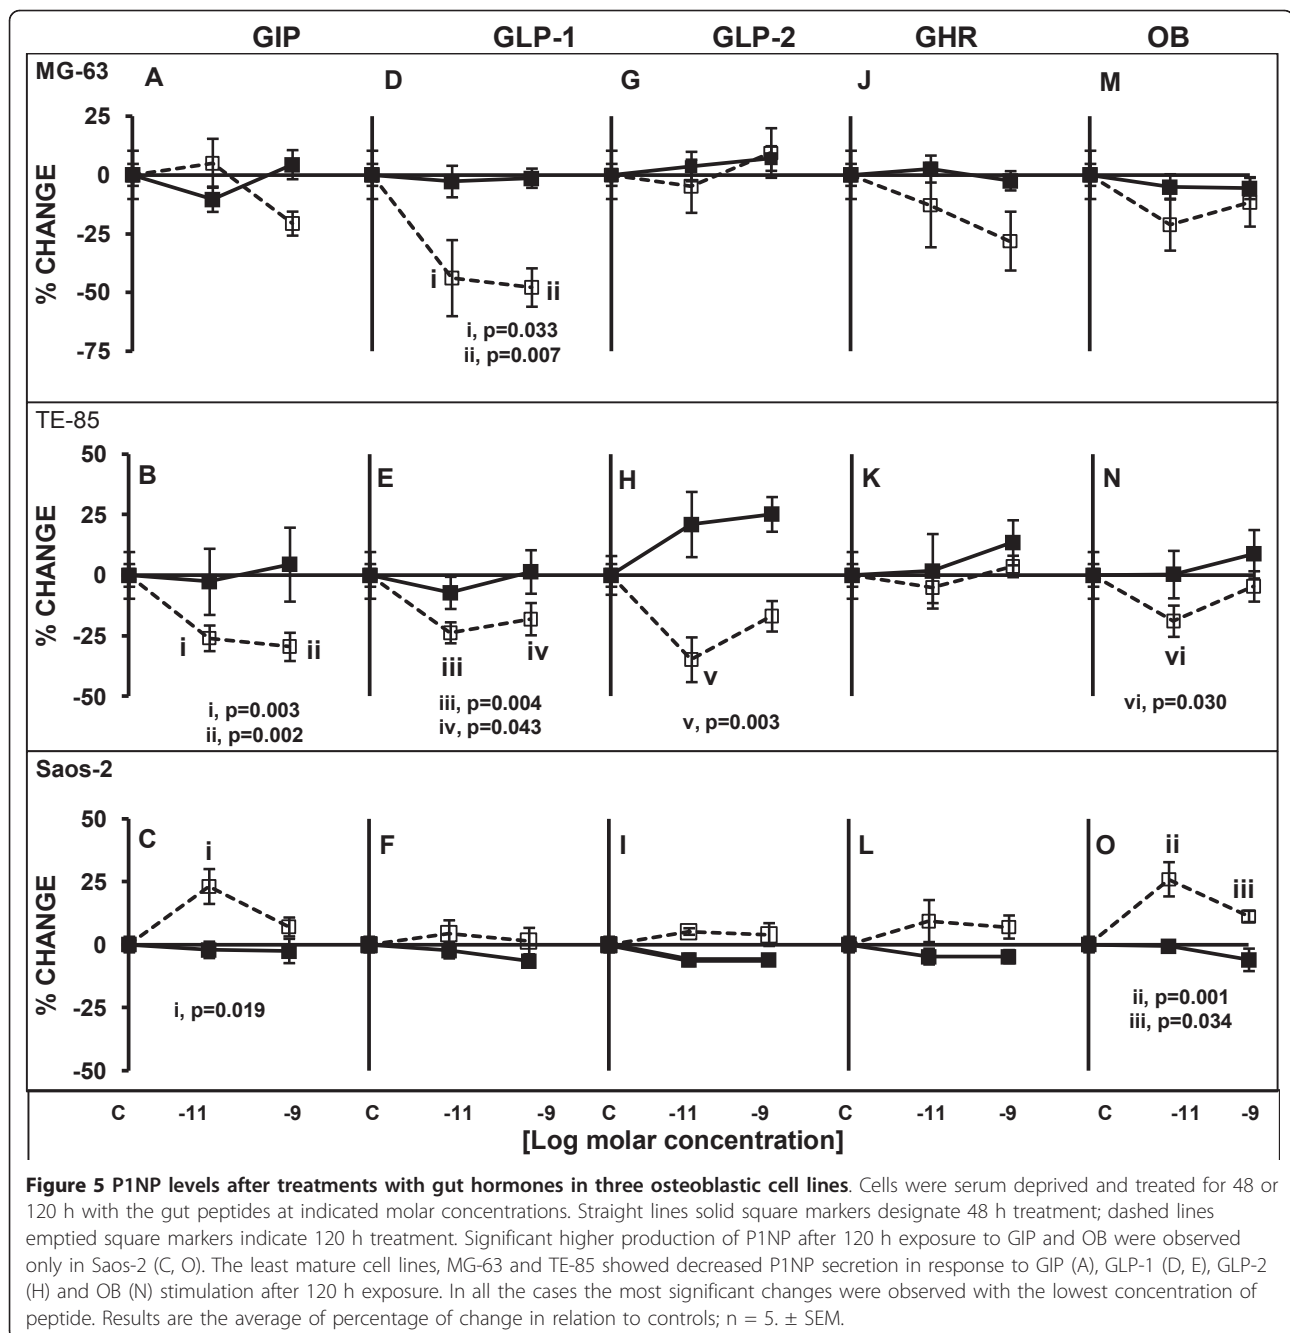 GIP GLP-1 GLP-2 GHR OB
MG-63 A D G J M
25
0
-25
-50
-75
% CHANGE
i
ii
i, p=0.033
ii, p=0.007
TE-85
B E H K N
50
25
0
-25
-50
% CHANGE
i
ii
iii
iv
v
vi
i, p=0.003
ii, p=0.002
iii, p=0.004
iv, p=0.043
v, p=0.003
vi, p=0.030
Saos-2
C F I L O
50
25
0
-25
-50
% CHANGE
i
ii
iii
i, p=0.019
ii, p=0.001
iii, p=0.034
C -11 -9 C -11 -9 C -11 -9 C -11 -9 C -11 -9
[Log molar concentration]
Figure 5 P1NP levels after treatments with gut hormones in three osteoblastic cell lines. Cells were serum deprived and treated for 48 or
120 h with the gut peptides at indicated molar concentrations. Straight lines solid square markers designate 48 h treatment; dashed lines
emptied square markers indicate 120 h treatment. Significant higher production of P1NP after 120 h exposure to GIP and OB were observed
only in Saos-2 (C, O). The least mature cell lines, MG-63 and TE-85 showed decreased P1NP secretion in response to GIP (A), GLP-1 (D, E), GLP-2
(H) and OB (N) stimulation after 120 h exposure. In all the cases the most significant changes were observed with the lowest concentration of
peptide. Results are the average of percentage of change in relation to controls; n = 5. ± SEM.